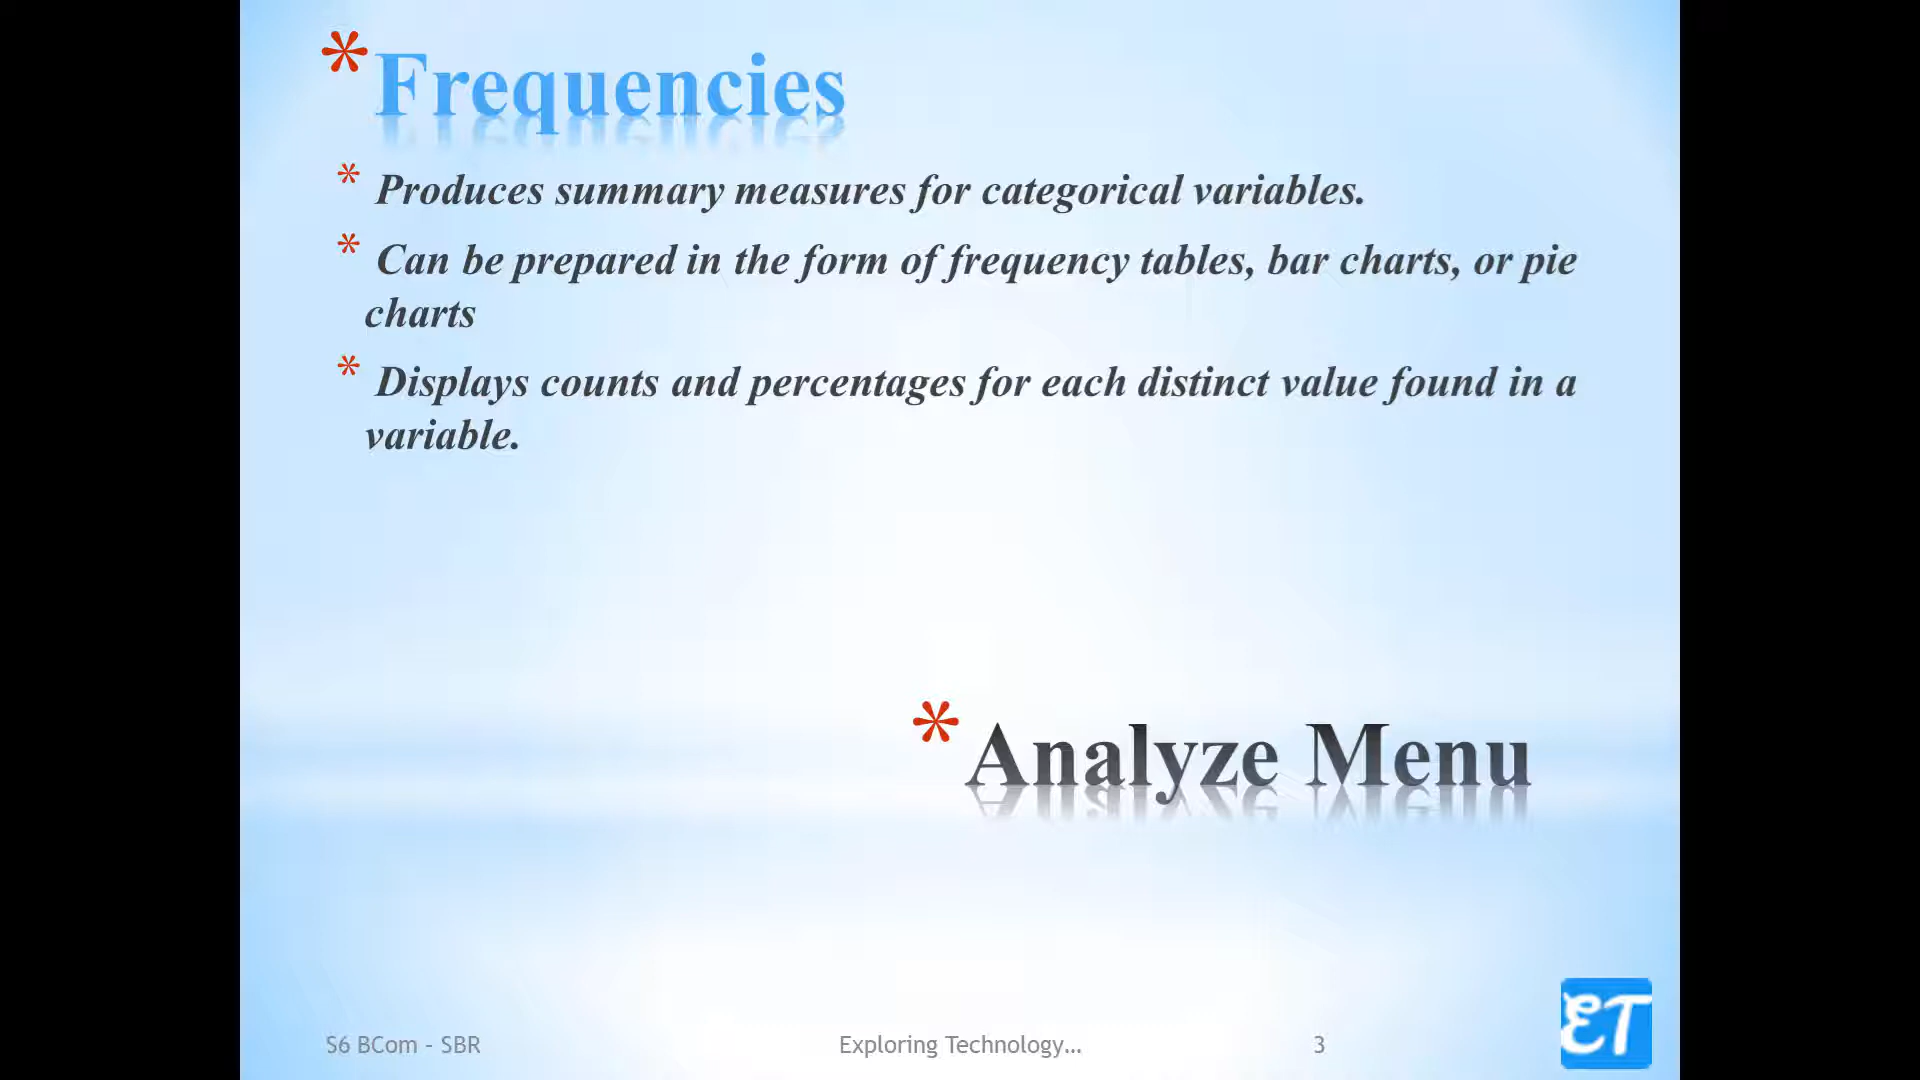 * Frequencies
* Produces summary measures for categorical variables.
* Can be prepared in the form of frequency tables, bar charts, or pie
charts
* Displays counts and percentages for each distinct value found in a
variable.
* Analyze Menu
S6 BCom - SBR
Exploring Technology...
3
ET